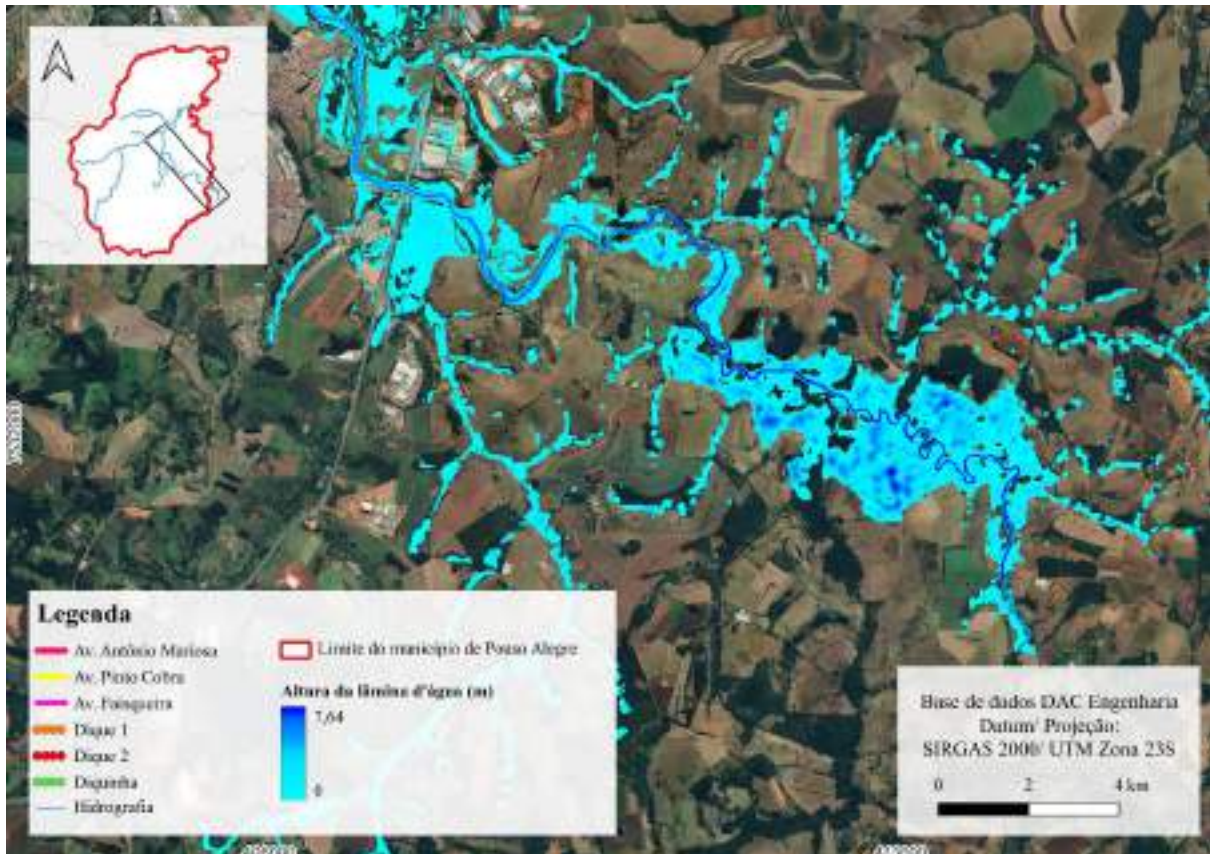 Legenda
Av. Antônio Mariosa
Av. Pinto Cobra
Av. Faisqueira
Dique 1
Dique 2
Diquinha
Hidrografia
Limite do município de Pouso Alegre
Altura da lâmina d'água (m)
7,64
0
Base de dados DAC Engenharia
Datum/ Projeção:
SIRGAS 2000/ UTM Zona 23S
0 2 4 km